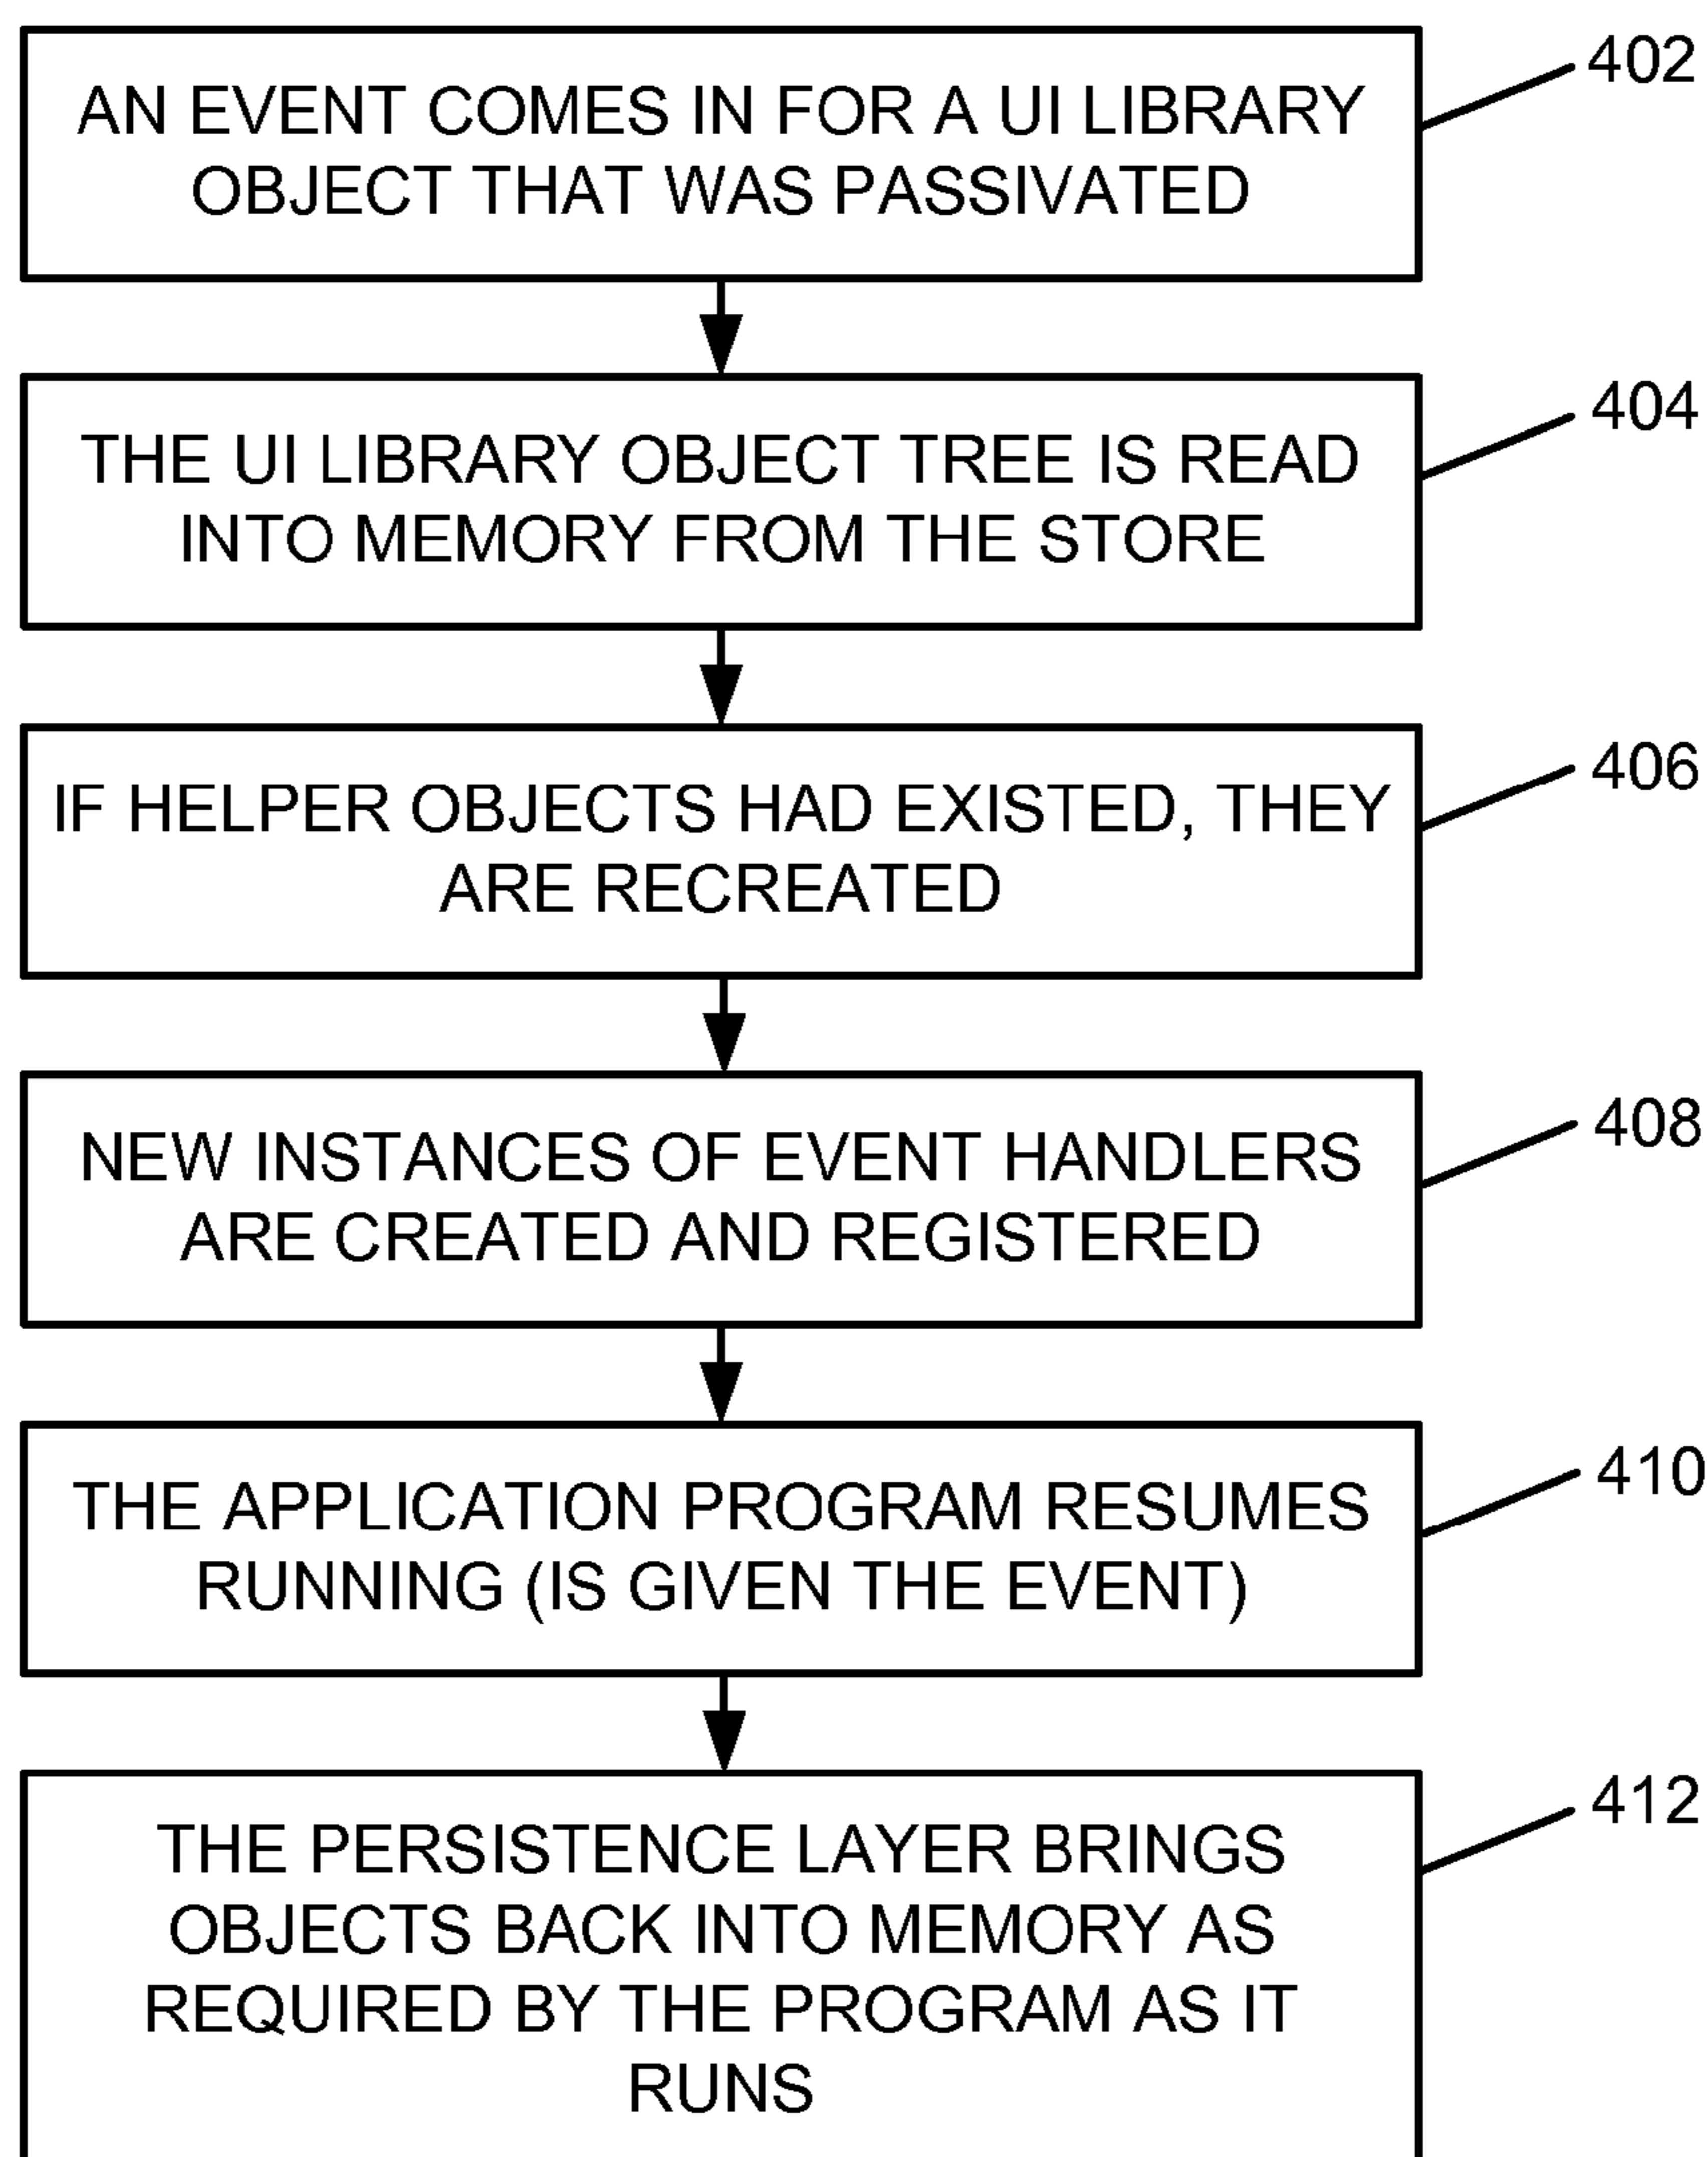 AN EVENT COMES IN FOR A UI LIBRARY
OBJECT THAT WAS PASSIVATED
402
THE UI LIBRARY OBJECT TREE IS READ
INTO MEMORY FROM THE STORE
404
IF HELPER OBJECTS HAD EXISTED, THEY
ARE RECREATED
406
NEW INSTANCES OF EVENT HANDLERS
ARE CREATED AND REGISTERED
408
THE APPLICATION PROGRAM RESUMES
RUNNING (IS GIVEN THE EVENT)
410
THE PERSISTENCE LAYER BRINGS
OBJECTS BACK INTO MEMORY AS
REQUIRED BY THE PROGRAM AS IT
RUNS
412